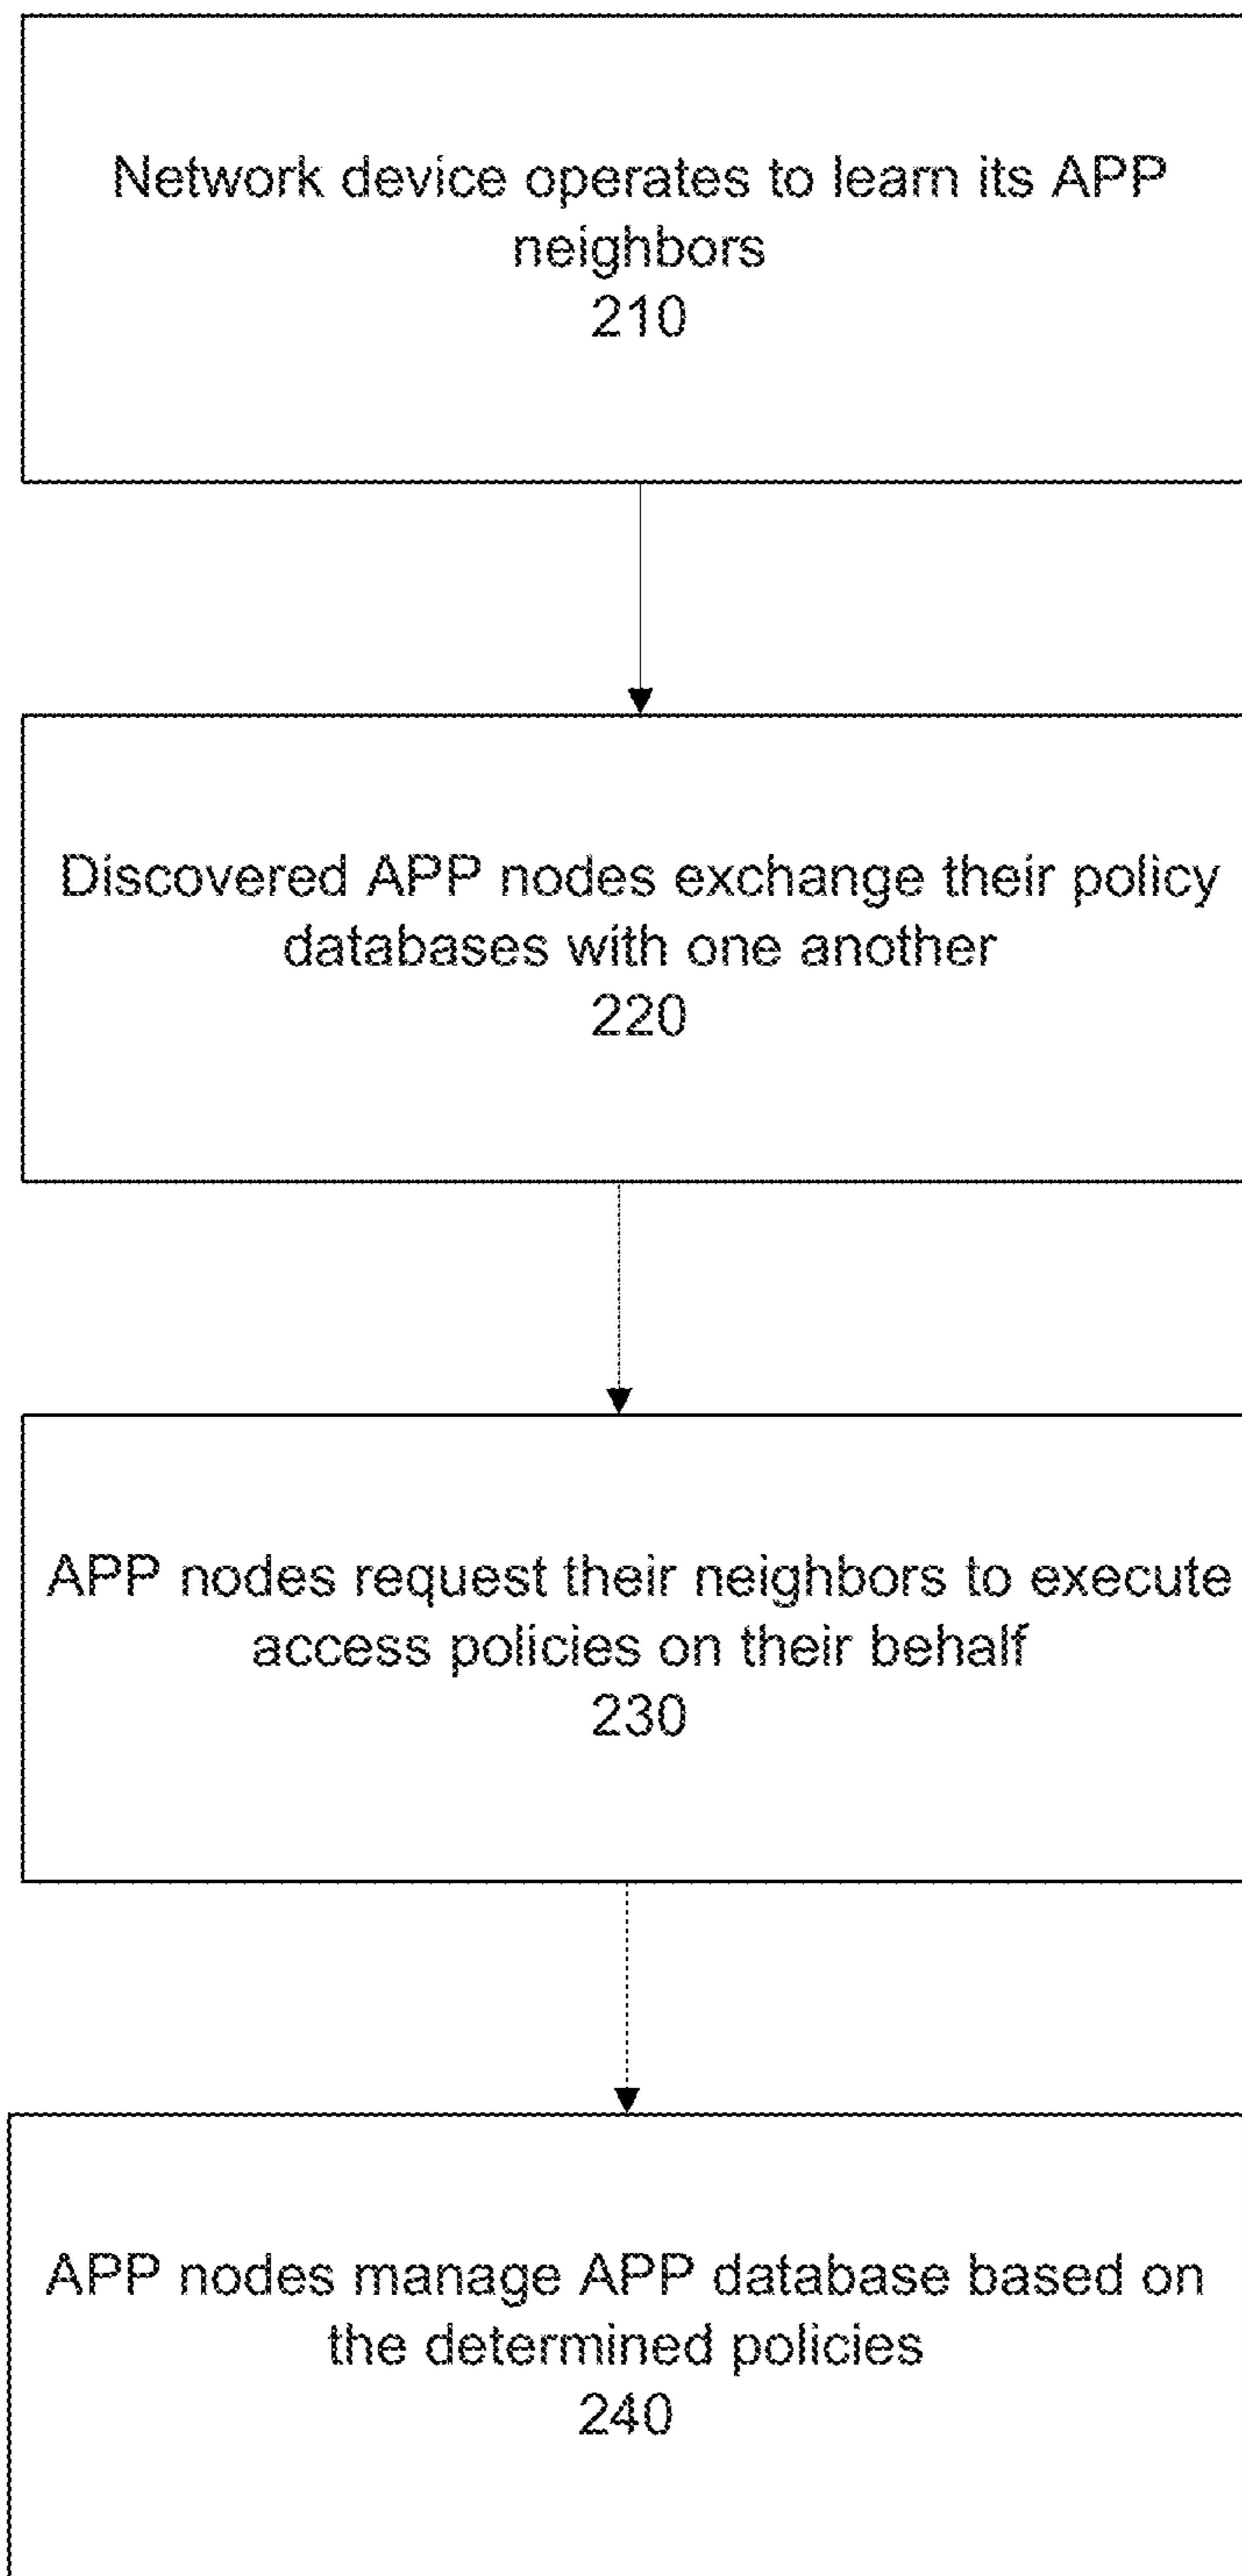 Network device operates to learn its APP
neighbors
210
Discovered APP nodes exchange their policy
databases with one another
220
APP nodes request their neighbors to execute
access policies on their behalf
230
APP nodes manage APP database based on
the determined policies
240